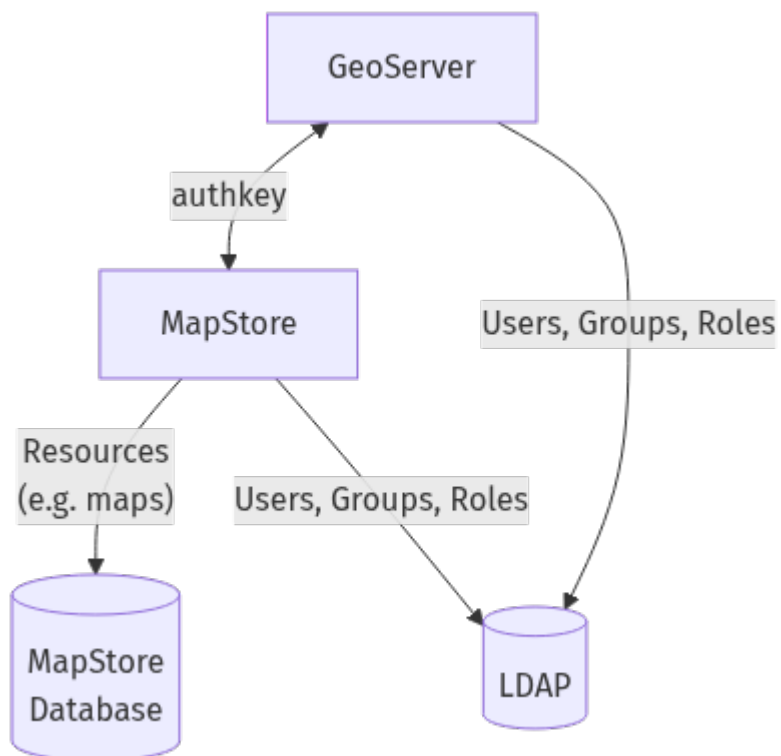 GeoServer
authkey
MapStore
Users, Groups, Roles
Resources
(e.g. maps)
Users, Groups, Roles
MapStore
Database
LDAP